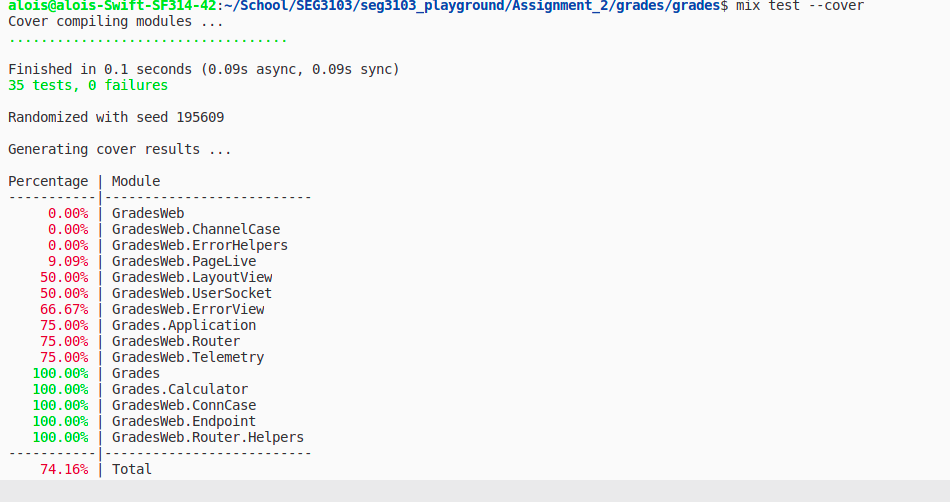 alois@alois-Swift-SF314-42:~/School/SEG3103/seg3103_playground/Assignment_2/grades/grades$ mix test --cover
Cover compiling modules ...
...................................
Finished in 0.1 seconds (0.09s async, 0.09s sync)
35 tests, 0 failures
Randomized with seed 195609
Generating cover results ...
Percentage | Module
-----------|--------------------------
0.00% | GradesWeb
0.00% | GradesWeb.ChannelCase
0.00% | GradesWeb.ErrorHelpers
9.09% | GradesWeb.PageLive
50.00% | GradesWeb.LayoutView
50.00% | GradesWeb.UserSocket
66.67% | GradesWeb.ErrorView
75.00% | Grades.Application
75.00% | GradesWeb.Router
75.00% | GradesWeb.Telemetry
100.00% | Grades
100.00% | Grades.Calculator
100.00% | GradesWeb.ConnCase
100.00% | GradesWeb.Endpoint
100.00% | GradesWeb.Router.Helpers
-----------|--------------------------
74.16% | Total